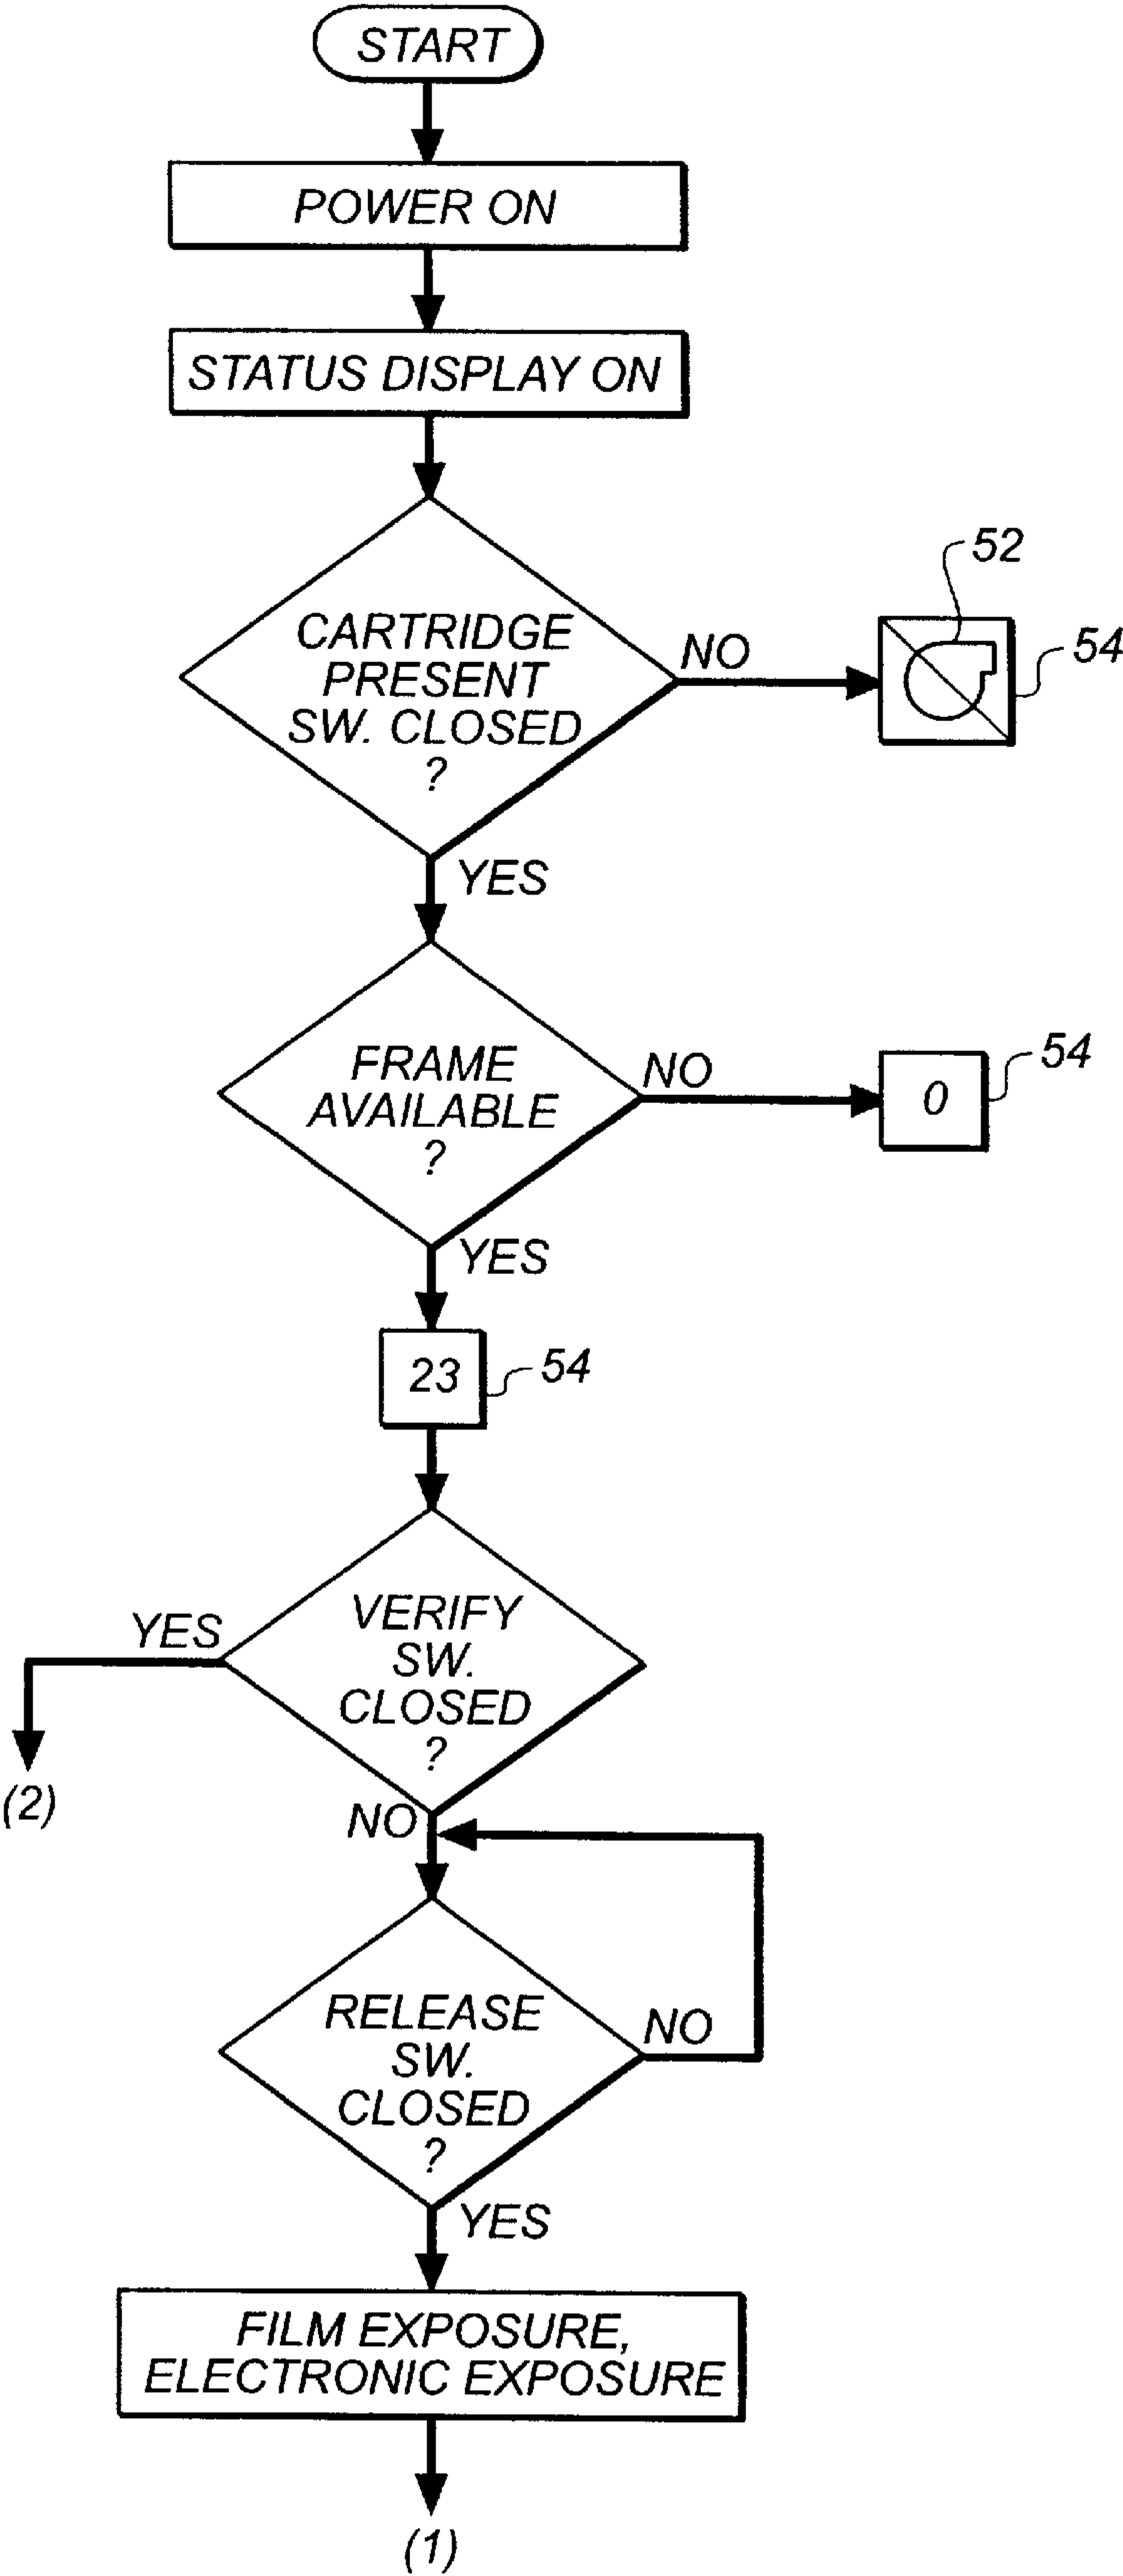 START
POWER ON
STATUS DISPLAY ON
52
CARTRIDGE
PRESENT
SW. CLOSED
?
NO
54
YES
FRAME
AVAILABLE
?
NO
0
54
YES
23
54
VERIFY
SW.
CLOSED
?
YES
(2)
NO
RELEASE
SW.
CLOSED
?
NO
YES
FILM EXPOSURE,
ELECTRONIC EXPOSURE
(1)